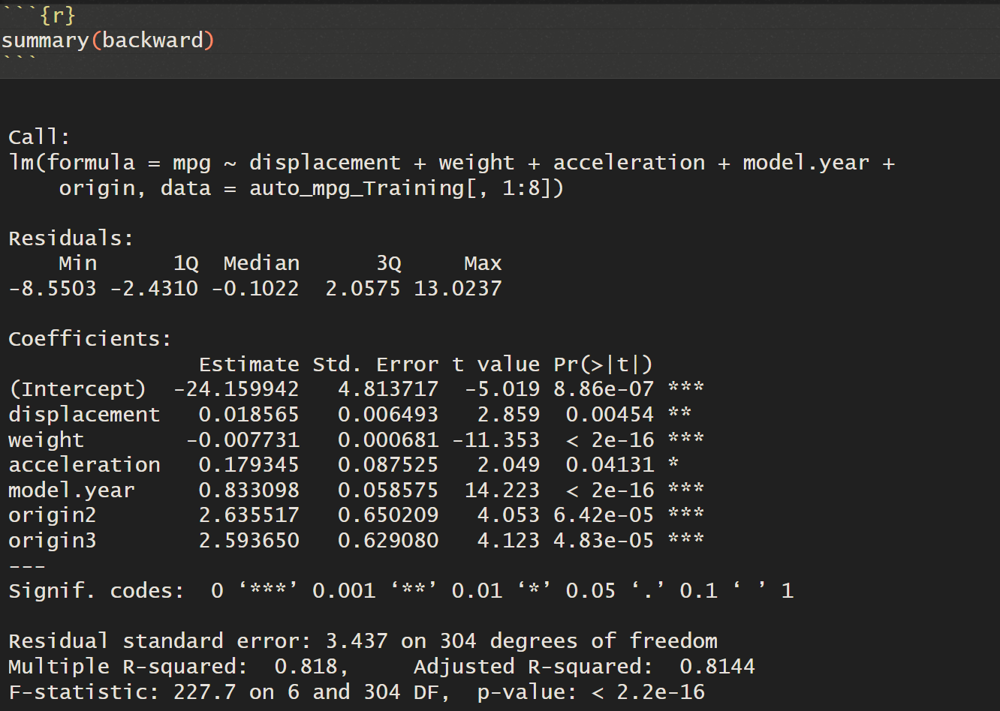 ```{r}
summary(backward)
```
Call:
lm(formula = mpg ~ displacement + weight + acceleration + model.year +
    origin, data = auto_mpg_Training[, 1:8])
Residuals:
    Min      1Q  Median      3Q     Max
-8.5503 -2.4310 -0.1022  2.0575 13.0237
Coefficients:
               Estimate Std. Error t value Pr(>|t|)
(Intercept)  -24.159942   4.813717  -5.019 8.86e-07 ***
displacement   0.018565   0.006493   2.859  0.00454 **
weight        -0.007731   0.000681 -11.353  < 2e-16 ***
acceleration   0.179345   0.087525   2.049  0.04131 *
model.year     0.833098   0.058575  14.223  < 2e-16 ***
origin2        2.635517   0.650209   4.053 6.42e-05 ***
origin3        2.593650   0.629080   4.123 4.83e-05 ***
---
Signif. codes:  0 ‘***’ 0.001 ‘**’ 0.01 ‘*’ 0.05 ‘.’ 0.1 ‘ ’ 1
Residual standard error: 3.437 on 304 degrees of freedom
Multiple R-squared:  0.818,     Adjusted R-squared:  0.8144
F-statistic: 227.7 on 6 and 304 DF,  p-value: < 2.2e-16